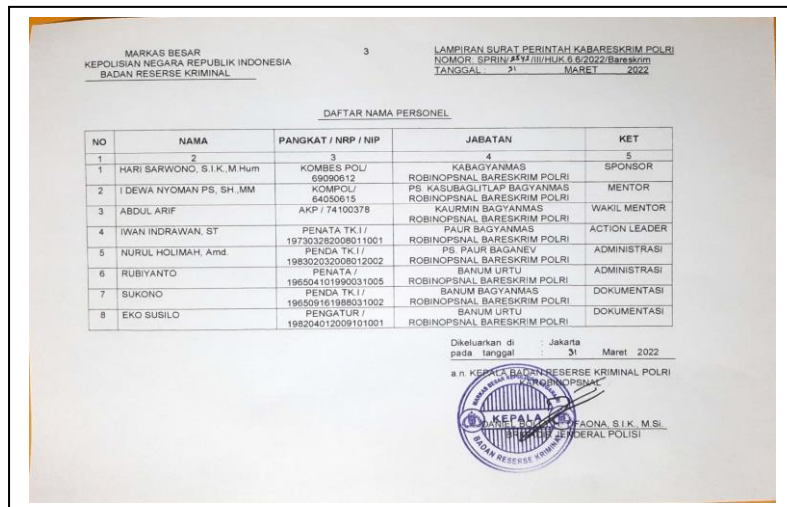 MARKAS BESAR
KEPOLISIAN NEGARA REPUBLIK INDONESIA
BADAN RESERSE KRIMINAL
3
LAMPIRAN SURAT PERINTAH KABARESKRIM POLRI
NOMOR: SPRIN/ /III/HUK.6.6/2022/Bareskrim
TANGGAL : 31 MARET 2022
DAFTAR NAMA PERSONEL
NO NAMA PANGKAT / NRP / NIP JABATAN KET
1 2 3 4 5
1 HARI SARWONO, S.I.K.,M.Hum KOMBES POL/ KABAGYANMAS SPONSOR
69090612 ROBINOPSNAL BARESKRIM POLRI
2 I DEWA NYOMAN PS, SH.,MM KOMPOL/ PS. KASUBAGLITLAP BAGYANMAS MENTOR
64050615 ROBINOPSNAL BARESKRIM POLRI
3 ABDUL ARIF AKP / 74100378 KAURMIN BAGYANMAS WAKIL MENTOR
ROBINOPSNAL BARESKRIM POLRI
4 IWAN INDRAWAN, ST PENATA TK.I / PAUR BAGYANMAS ACTION LEADER
197303282008011001 ROBINOPSNAL BARESKRIM POLRI
5 NURUL HOLIMAH, Amd. PENDA TK.I / PS. PAUR BAGANEV ADMINISTRASI
198302032008012002 ROBINOPSNAL BARESKRIM POLRI
6 RUBIYANTO PENATA / BANUM URTU ADMINISTRASI
196504101990031005 ROBINOPSNAL BARESKRIM POLRI
7 SUKONO PENDA TK.I / BANUM BAGYANMAS DOKUMENTASI
196509161988031002 ROBINOPSNAL BARESKRIM POLRI
8 EKO SUSILO PENGATUR / BANUM URTU DOKUMENTASI
198204012009101001 ROBINOPSNAL BARESKRIM POLRI
Dikeluarkan di : Jakarta
pada tanggal : 31 Maret 2022
a.n. KEPALA BADAN RESERSE KRIMINAL POLRI
KAROBINOPSNAL
KEPALA
DANIEL TIFAONA, S.I.K., M.Si.
BRIGADIR JENDERAL POLISI
BADAN RESERSE KRIMINAL